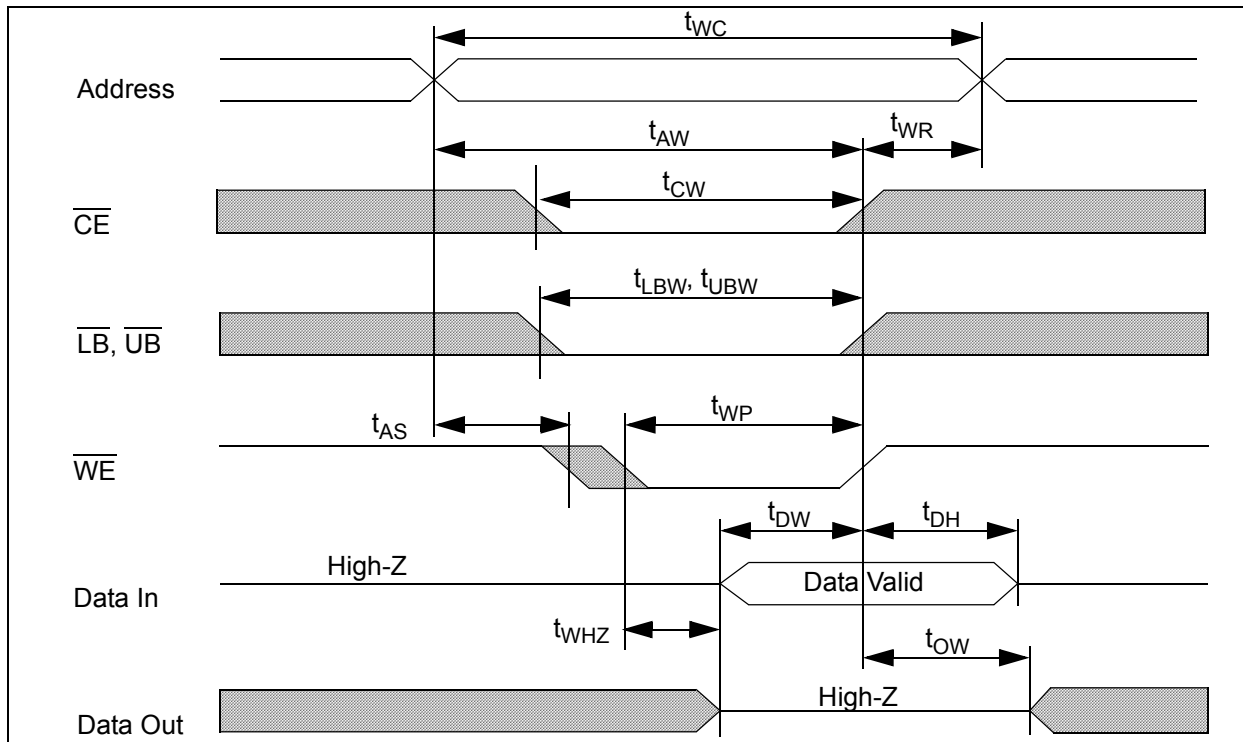 tWC
Address
tAW
tWR
tCW
CE
tLBW, tUBW
LB, UB
tAS
tWP
WE
tDW
tDH
High-Z
Data Valid
Data In
tWHZ
tOW
High-Z
Data Out